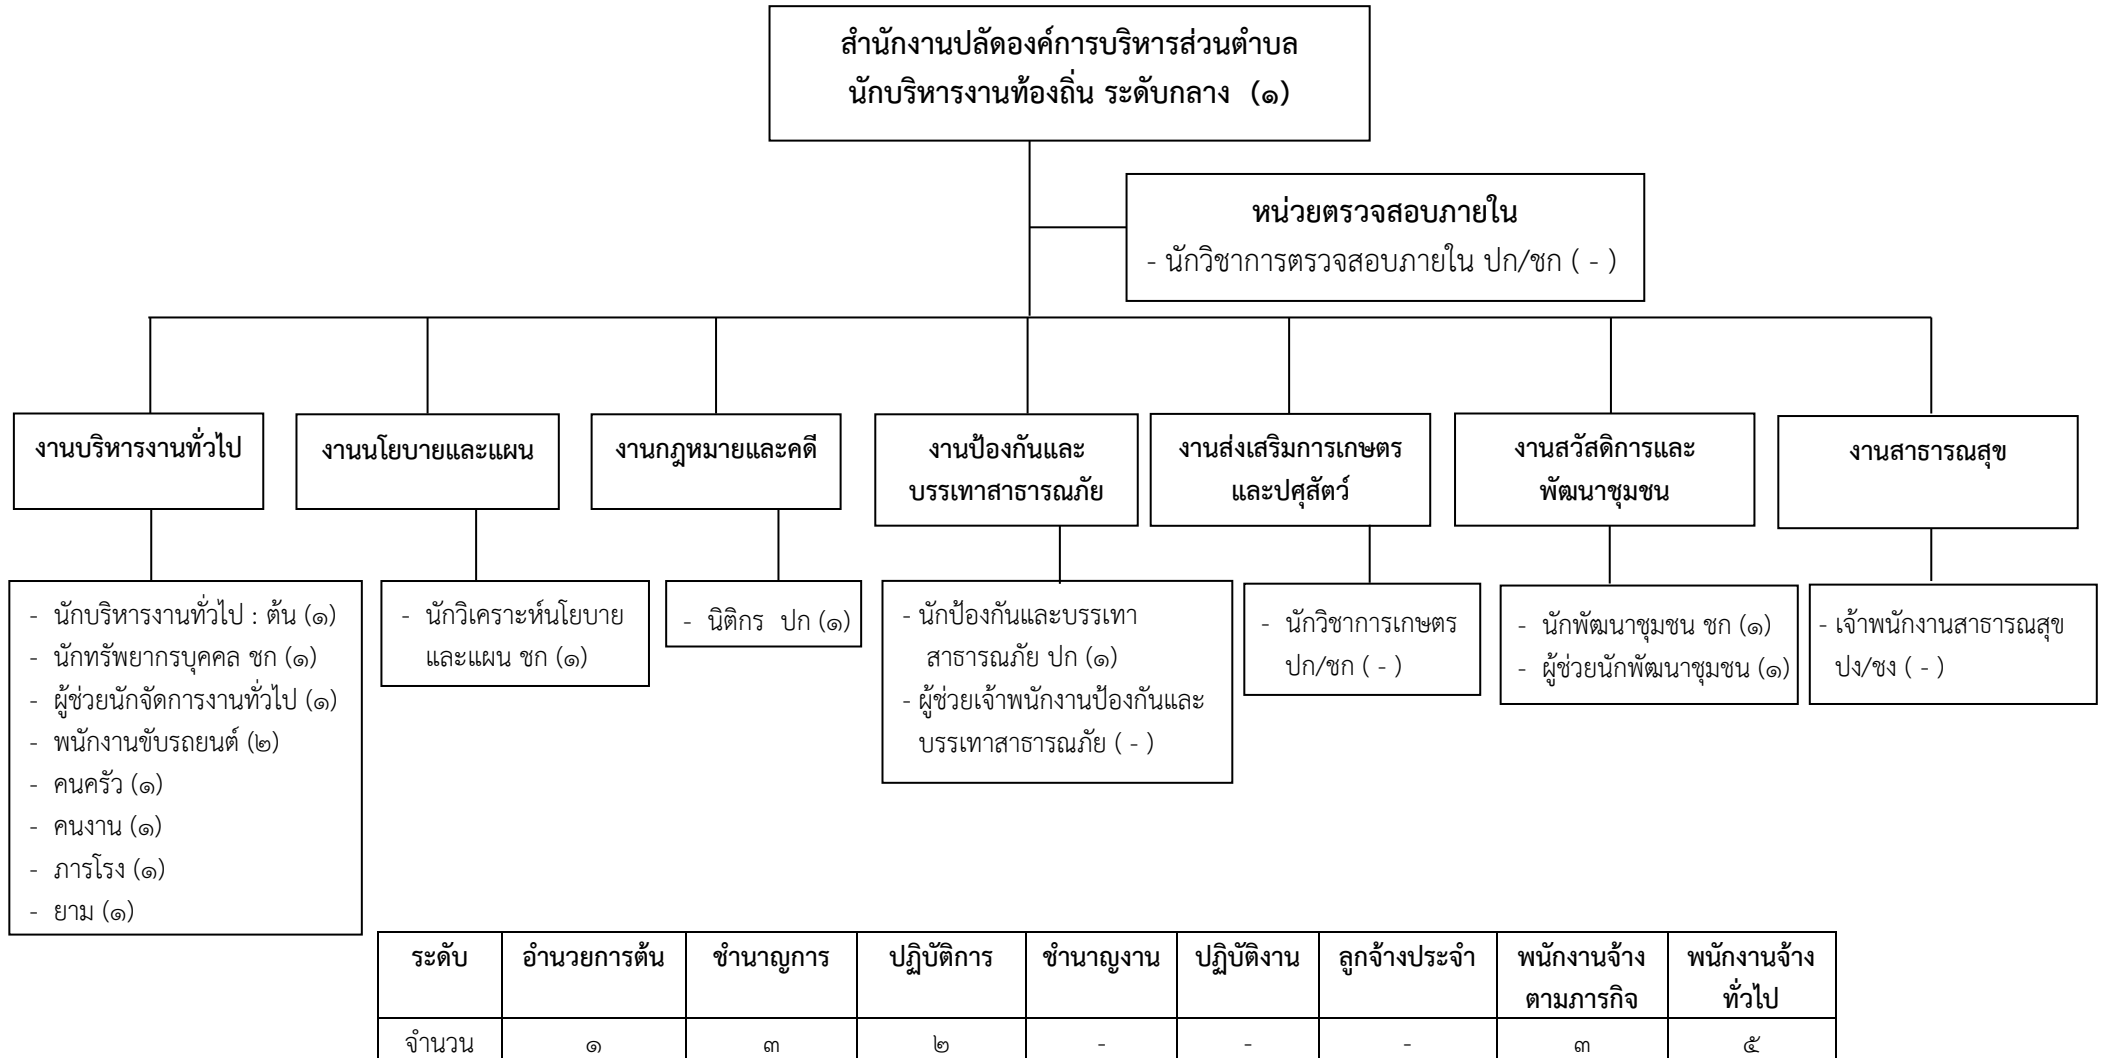 สำนักงานปลัดองค์การบริหารส่วนตำบล
นักบริหารงานท้องถิ่น ระดับกลาง (๑)
หน่วยตรวจสอบภายใน
- นักวิชาการตรวจสอบภายใน ปก/ชก ( - )
งานบริหารงานทั่วไป
- นักบริหารงานทั่วไป : ต้น (๑)
- นักทรัพยากรบุคคล ชก (๑)
- ผู้ช่วยนักจัดการงานทั่วไป (๑)
- พนักงานขับรถยนต์ (๒)
- คนครัว (๑)
- คนงาน (๑)
- ภารโรง (๑)
- ยาม (๑)
งานนโยบายและแผน
- นักวิเคราะห์นโยบาย
และแผน ชก (๑)
งานกฎหมายและคดี
- นิติกร ปก (๑)
งานป้องกันและ
บรรเทาสาธารณภัย
- นักป้องกันและบรรเทา
สาธารณภัย ปก (๑)
- ผู้ช่วยเจ้าพนักงานป้องกันและ
บรรเทาสาธารณภัย ( - )
งานส่งเสริมการเกษตร
และปศุสัตว์
- นักวิชาการเกษตร
ปก/ชก ( - )
งานสวัสดิการและ
พัฒนาชุมชน
- นักพัฒนาชุมชน ชก (๑)
- ผู้ช่วยนักพัฒนาชุมชน (๑)
งานสาธารณสุข
- เจ้าพนักงานสาธารณสุข
ปง/ชง ( - )
ระดับ อำนวยการต้น ชำนาญการ ปฏิบัติการ ชำนาญงาน ปฏิบัติงาน ลูกจ้างประจำ พนักงานจ้าง พนักงานจ้าง
ตามภารกิจ ทั่วไป
จำนวน ๑ ๓ ๒ - - - ๓ ๕